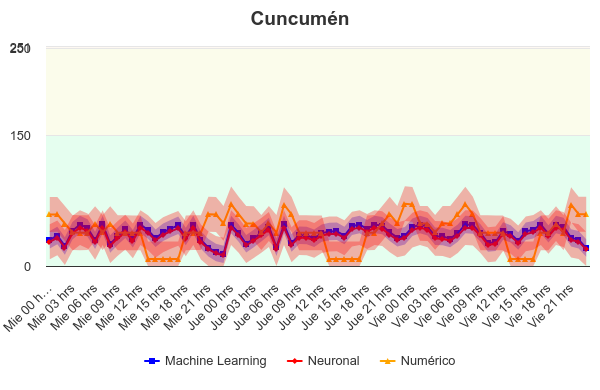 Cuncumén
250
150
0
Mie 00 h...
Mie 03 hrs
Mie 06 hrs
Mie 09 hrs
Mie 12 hrs
Mie 15 hrs
Mie 18 hrs
Mie 21 hrs
Jue 00 hrs
Jue 03 hrs
Jue 06 hrs
Jue 09 hrs
Jue 12 hrs
Jue 15 hrs
Jue 18 hrs
Jue 21 hrs
Vie 00 hrs
Vie 03 hrs
Vie 06 hrs
Vie 09 hrs
Vie 12 hrs
Vie 15 hrs
Vie 18 hrs
Vie 21 hrs
Machine Learning Neuronal Numérico